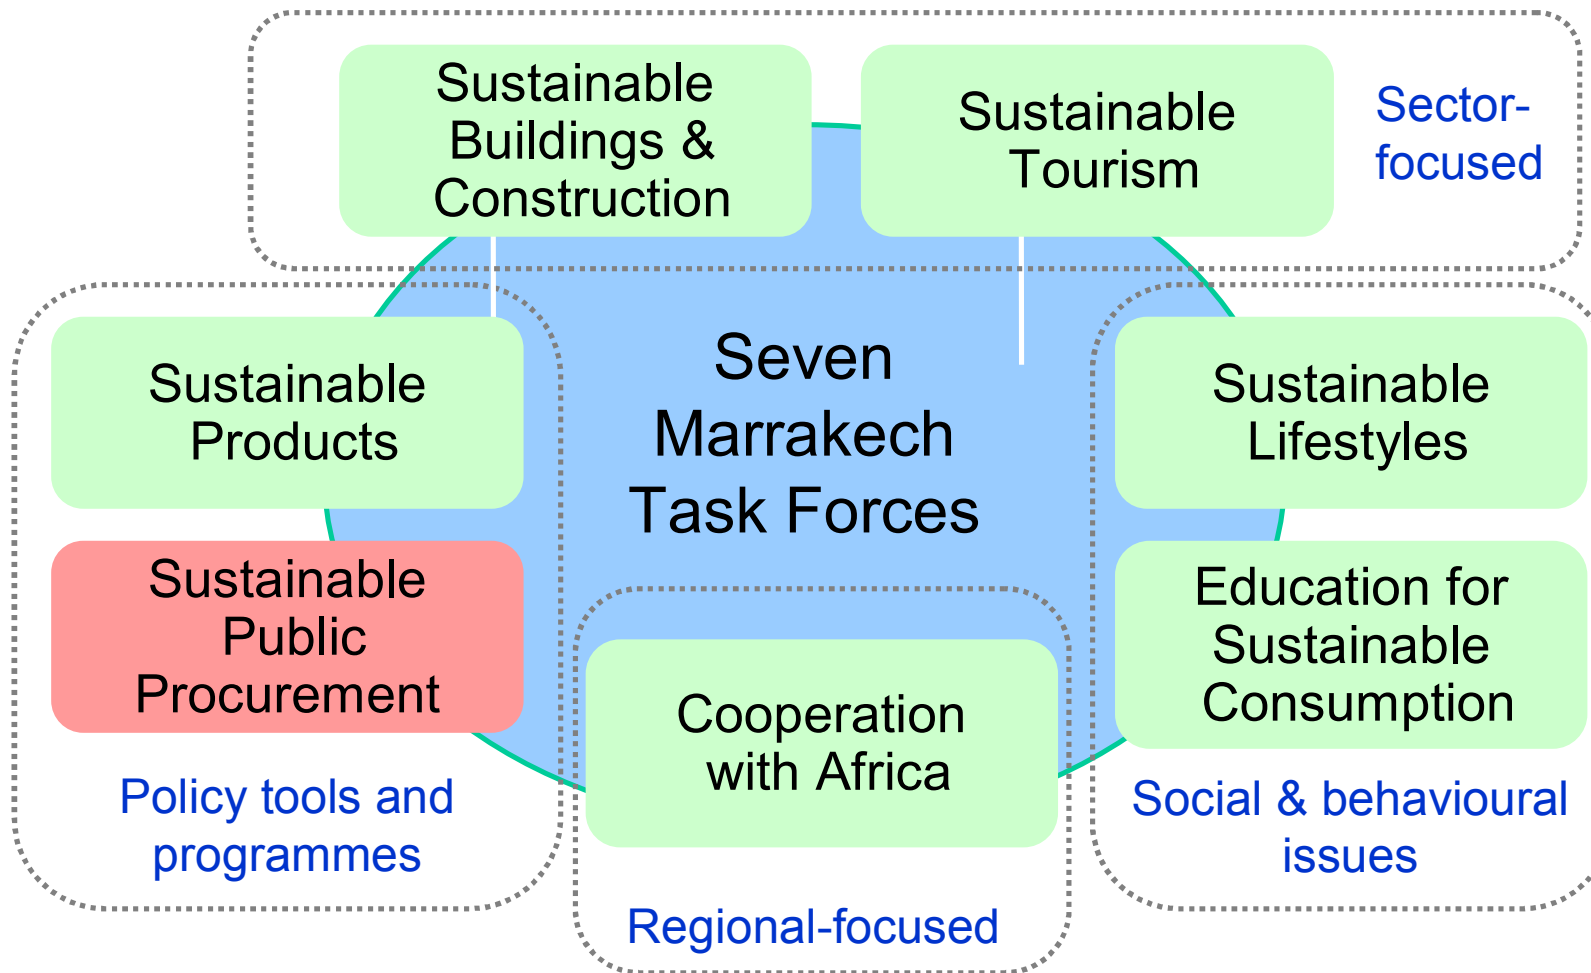 Sustainable
Buildings &
Construction
Sustainable
Tourism
Sector-
focused
Sustainable
Products
Seven
Marrakech
Task Forces
Sustainable
Lifestyles
Sustainable
Public
Procurement
Education for
Sustainable
Consumption
Cooperation
with Africa
Policy tools and
programmes
Social & behavioural
issues
Regional-focused